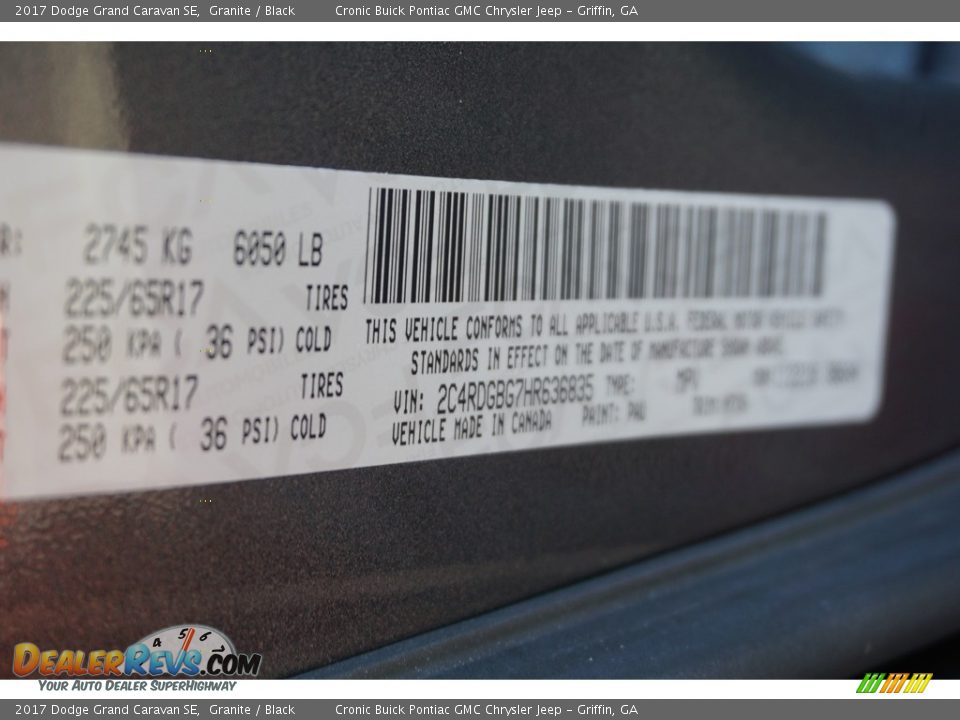 2017 Dodge Grand Caravan SE, Granite / Black Cronic Buick Pontiac GMC Chrysler Jeep - Griffin, GA
R: 2745 KG 6050 LB
225/65R17 TIRES
250 KPA ( 36 PSI) COLD
225/65R17 TIRES
250 KPA ( 36 PSI) COLD
THIS VEHICLE CONFORMS TO ALL APPLICABLE U.S.A. FEDERAL MOTOR VEHICLE SAFETY
STANDARDS IN EFFECT ON THE DATE OF MANUFACTURE SHOWN ABOVE.
VIN: 2C4RDGBG7HR636835 TYPE: MPV
VEHICLE MADE IN CANADA PAINT: PAU
4 5 6
DEALERREVS.COM
YOUR AUTO DEALER SUPERHIGHWAY
2017 Dodge Grand Caravan SE, Granite / Black Cronic Buick Pontiac GMC Chrysler Jeep - Griffin, GA